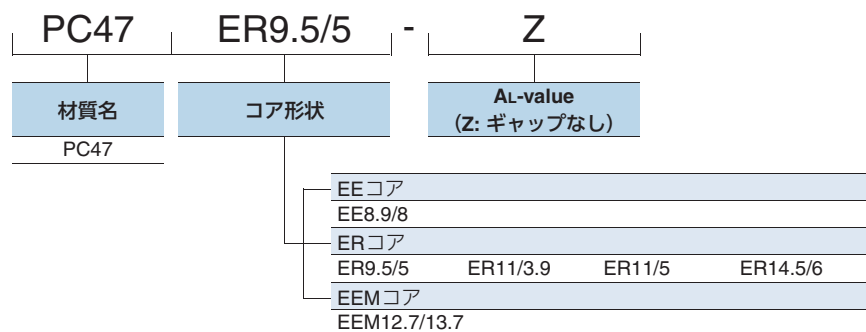 PC47 ER9.5/5 - Z
材質名 コア形状 AL-value
(Z: ギャップなし)
PC47
EEコア
EE8.9/8
ERコア
ER9.5/5 ER11/3.9 ER11/5 ER14.5/6
EEMコア
EEM12.7/13.7